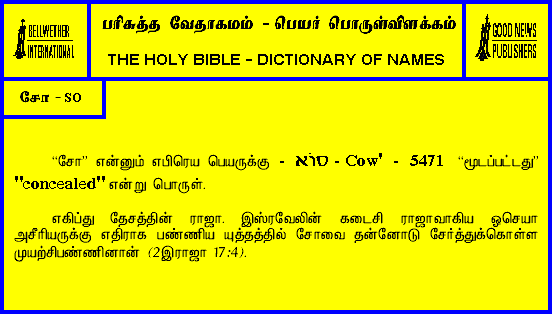 BELLWETHER
INTERNATIONAL
பரிசுத்த வேதாகமம் - பெயர் பொருள்விளக்கம்
THE HOLY BIBLE - DICTIONARY OF NAMES
GOOD NEWS
PUBLISHERS
சோ - SO
“சோ” என்னும் எபிரெய பெயருக்கு - סוֹא - Cow' - 5471 “மூடப்பட்டது”
"concealed" என்று பொருள்.
எகிப்து தேசத்தின் ராஜா. இஸ்ரவேலின் கடைசி ராஜாவாகிய ஒசெயா
அசீரியருக்கு எதிராக பண்ணிய யுத்தத்தில் சோவை தன்னோடு சேர்த்துக்கொள்ள
முயற்சிபண்ணினான் (2இராஜா 17:4).